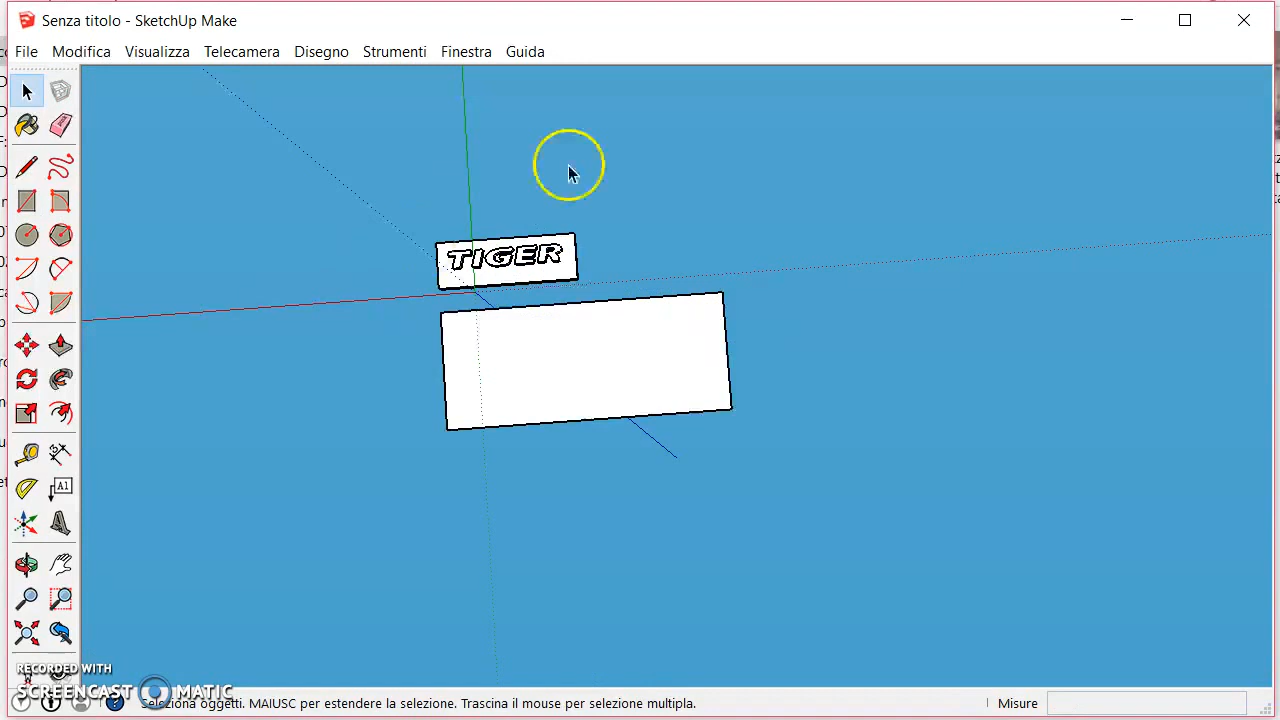 Senza titolo - SketchUp Make
File Modifica Visualizza Telecamera Disegno Strumenti Finestra Guida
TIGER
A1
RECORDED WITH
SCREENCAST MATIC
Seleziona oggetti. MAIUSC per estendere la selezione. Trascina il mouse per selezione multipla.
Misure